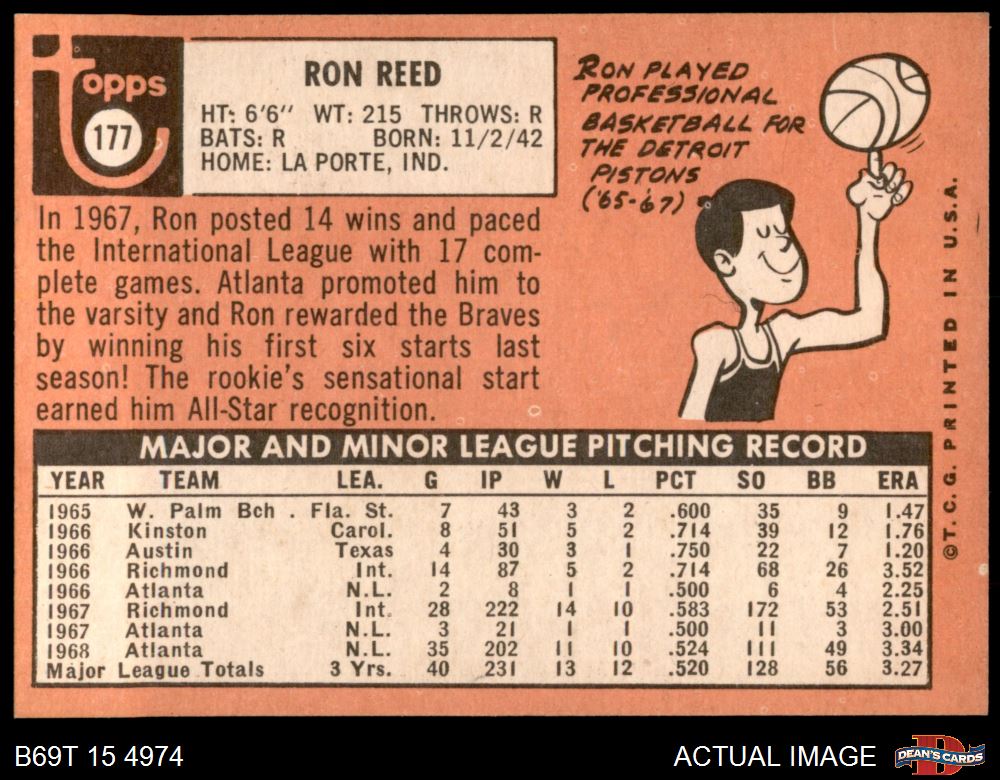 topps
177
RON REED
HT: 6'6" WT: 215 THROWS: R
BATS: R BORN: 11/2/42
HOME: LA PORTE, IND.
In 1967, Ron posted 14 wins and paced
the International League with 17 com-
plete games. Atlanta promoted him to
the varsity and Ron rewarded the Braves
by winning his first six starts last
season! The rookie's sensational start
earned him All-Star recognition.
RON PLAYED
PROFESSIONAL
BASKETBALL FOR
THE DETROIT
PISTONS
('65-'67)
©T.C.G. PRINTED IN U.S.A.
MAJOR AND MINOR LEAGUE PITCHING RECORD
YEAR TEAM LEA. G IP W L PCT SO BB ERA
1965 W. Palm Bch . Fla. St. 7 43 3 2 .600 35 9 1.47
1966 Kinston Carol. 8 51 5 2 .714 39 12 1.76
1966 Austin Texas 4 30 3 1 .750 22 7 1.20
1966 Richmond Int. 14 87 5 2 .714 68 26 3.52
1966 Atlanta N.L. 2 8 1 1 .500 6 4 2.25
1967 Richmond Int. 28 222 14 10 .583 172 53 2.51
1967 Atlanta N.L. 3 21 1 1 .500 11 3 3.00
1968 Atlanta N.L. 35 202 11 10 .524 111 49 3.34
Major League Totals 3 Yrs. 40 231 13 12 .520 128 56 3.27
B69T 15 4974
ACTUAL IMAGE
DEAN'S CARDS